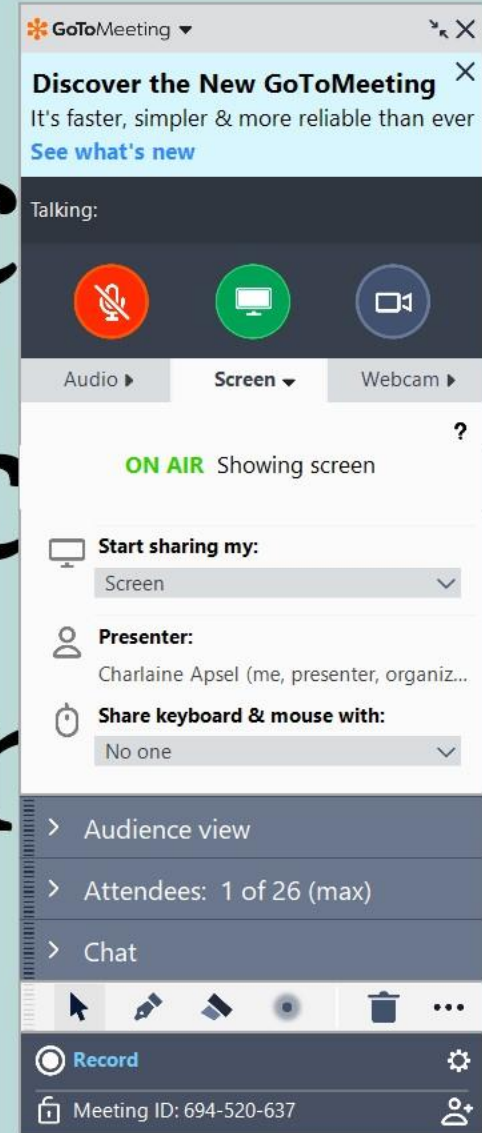 GoToMeeting
Discover the New GoToMeeting
It's faster, simpler & more reliable than ever
See what's new
Talking:
Audio Screen Webcam
?
ON AIR Showing screen
Start sharing my:
Screen
Presenter:
Charlaine Apsel (me, presenter, organiz...
Share keyboard & mouse with:
No one
Audience view
Attendees: 1 of 26 (max)
Chat
Record
Meeting ID: 694-520-637